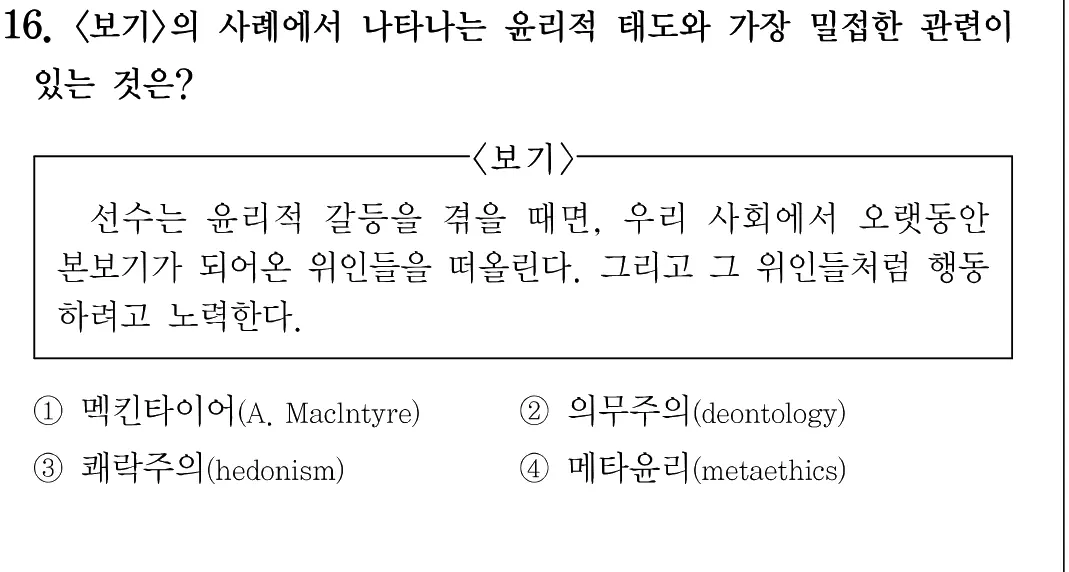 16. 〈보기〉의 사례에서 나타나는 윤리적 태도와 가장 밀접한 관련이
있는 것은?
〈보기〉
선수는 윤리적 갈등을 겪을 때면, 우리 사회에서 오랫동안
본보기가 되어온 위인들을 떠올린다. 그리고 그 위인들처럼 행동
하려고 노력한다.
① 멕킨타이어(A. Maclntyre) ② 의무주의(deontology)
③ 쾌락주의(hedonism) ④ 메타윤리(metaethics)